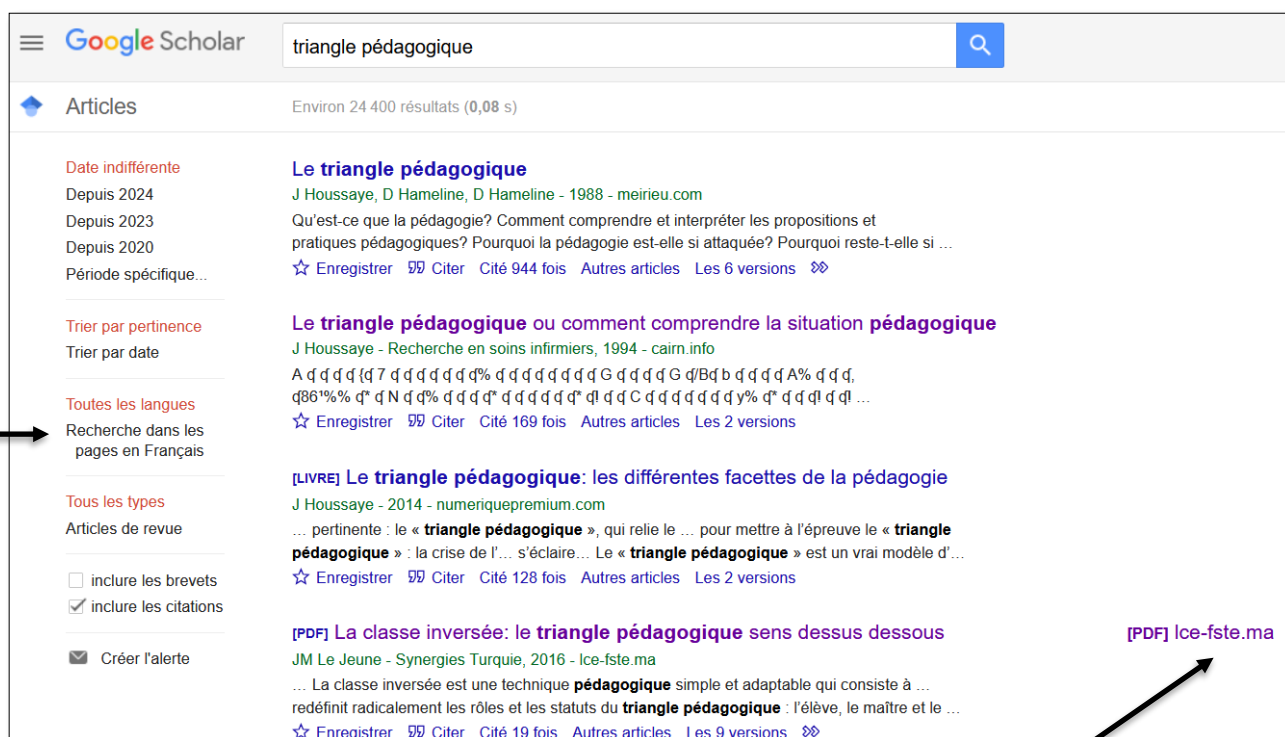 Google Scholar
triangle pédagogique
Articles
Environ 24 400 résultats (0,08 s)
Date indifférente
Depuis 2024
Depuis 2023
Depuis 2020
Période spécifique...
Trier par pertinence
Trier par date
Toutes les langues
Recherche dans les
pages en Français
Tous les types
Articles de revue
inclure les brevets
inclure les citations
Créer l'alerte
Le triangle pédagogique
J Houssaye, D Hameline, D Hameline - 1988 - meirieu.com
Qu'est-ce que la pédagogie? Comment comprendre et interpréter les propositions et
pratiques pédagogiques? Pourquoi la pédagogie est-elle si attaquée? Pourquoi reste-t-elle si …
Enregistrer Citer Cité 944 fois Autres articles Les 6 versions
Le triangle pédagogique ou comment comprendre la situation pédagogique
J Houssaye - Recherche en soins infirmiers, 1994 - cairn.info
Enregistrer Citer Cité 169 fois Autres articles Les 2 versions
[LIVRE] Le triangle pédagogique: les différentes facettes de la pédagogie
J Houssaye - 2014 - numeriquepremium.com
… pertinente : le « triangle pédagogique », qui relie le … pour mettre à l'épreuve le « triangle
pédagogique » : la crise de l'… s'éclaire… Le « triangle pédagogique » est un vrai modèle d'…
Enregistrer Citer Cité 128 fois Autres articles Les 2 versions
[PDF] La classe inversée: le triangle pédagogique sens dessus dessous
[PDF] lce-fste.ma
JM Le Jeune - Synergies Turquie, 2016 - lce-fste.ma
… La classe inversée est une technique pédagogique simple et adaptable qui consiste à …
redéfinit radicalement les rôles et les statuts du triangle pédagogique : l'élève, le maître et le …
Enregistrer Citer Cité 19 fois Autres articles Les 9 versions